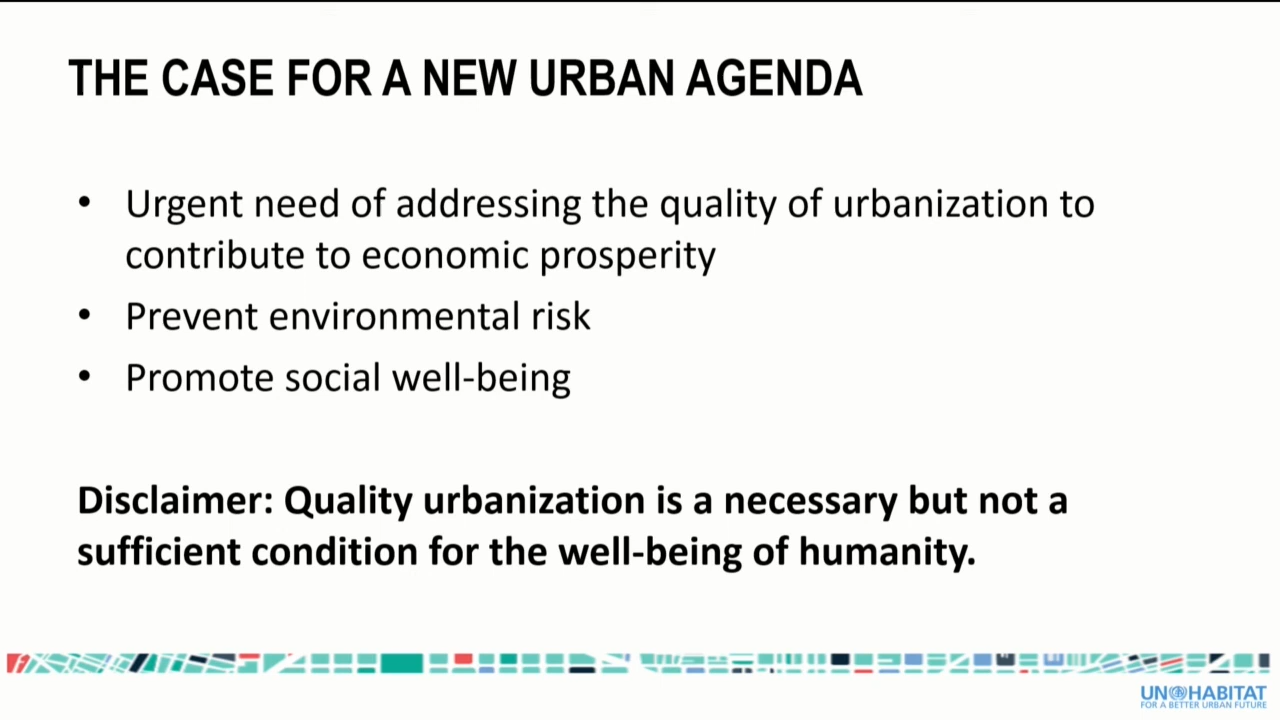 THE CASE FOR A NEW URBAN AGENDA
• Urgent need of addressing the quality of urbanization to
contribute to economic prosperity
• Prevent environmental risk
• Promote social well-being
Disclaimer: Quality urbanization is a necessary but not a
sufficient condition for the well-being of humanity.
UN HABITAT
FOR A BETTER URBAN FUTURE